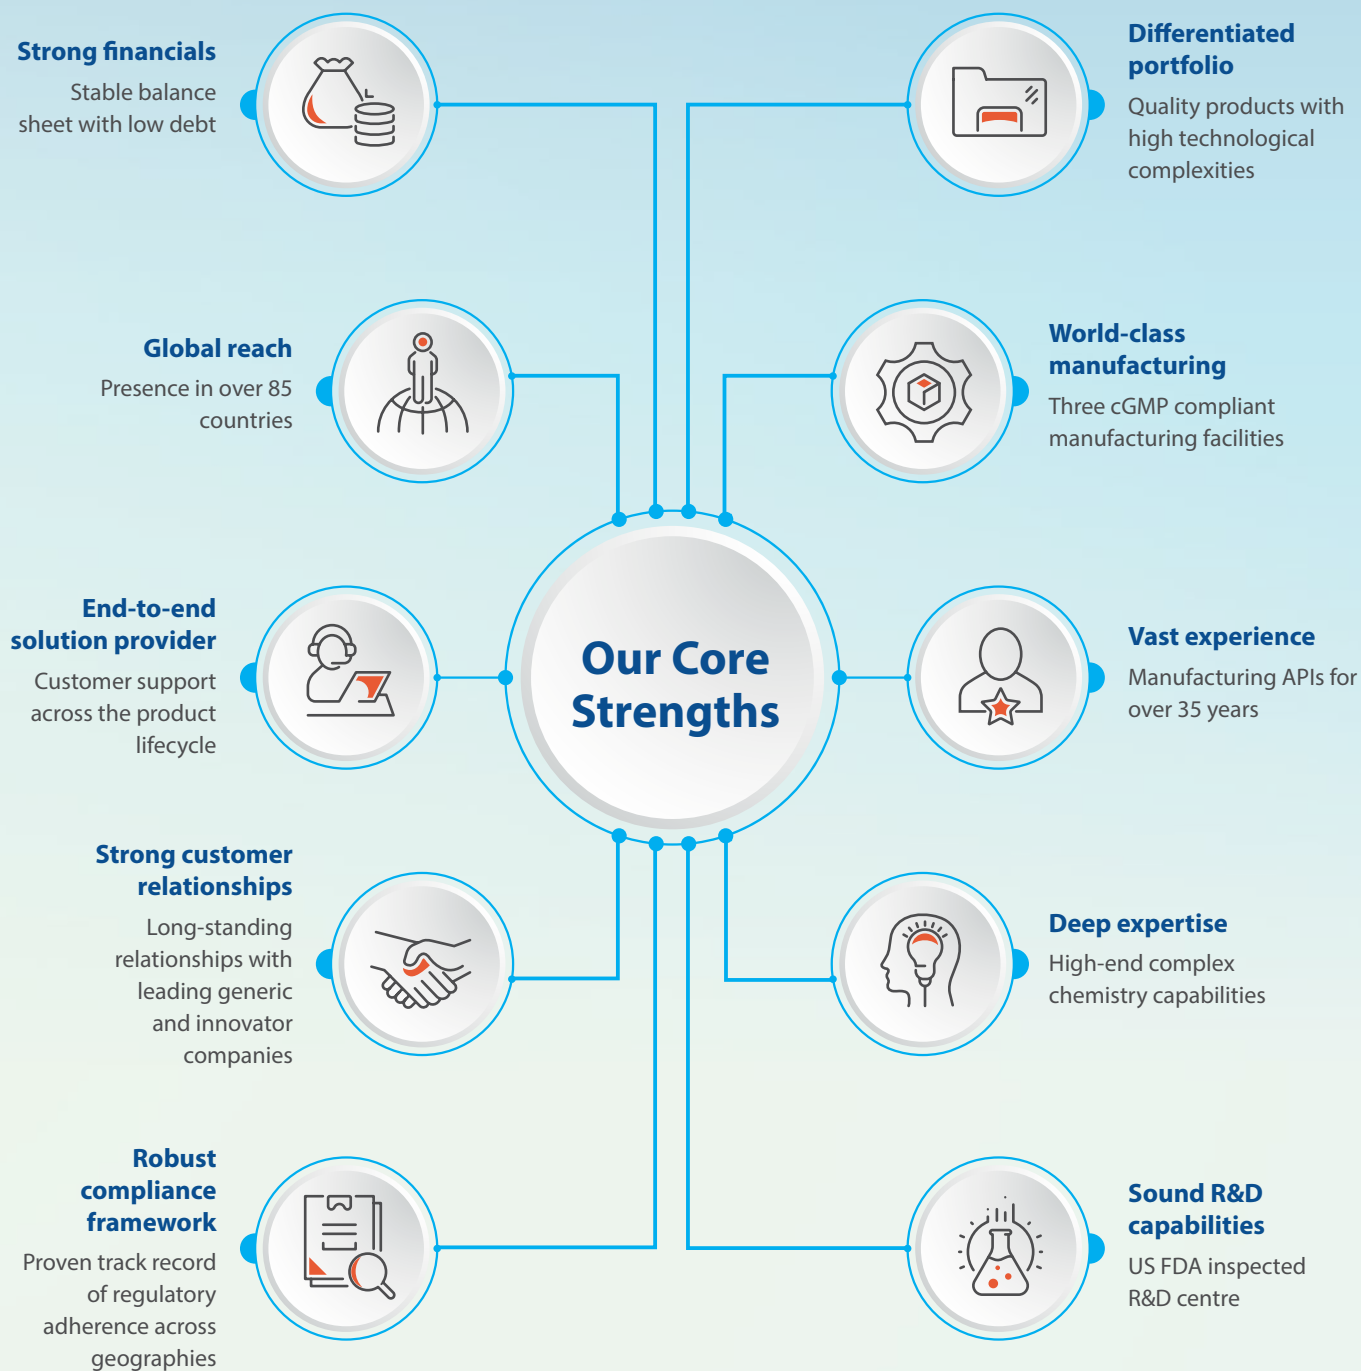 Strong financials
Stable balance
sheet with low debt
Differentiated
portfolio
Quality products with
high technological
complexities
Global reach
Presence in over 85
countries
World-class
manufacturing
Three cGMP compliant
manufacturing facilities
End-to-end
solution provider
Customer support
across the product
lifecycle
Our Core
Strengths
Vast experience
Manufacturing APIs for
over 35 years
Strong customer
relationships
Long-standing
relationships with
leading generic
and innovator
companies
Deep expertise
High-end complex
chemistry capabilities
Robust
compliance
framework
Proven track record
of regulatory
adherence across
geographies
Sound R&D
capabilities
US FDA inspected
R&D centre